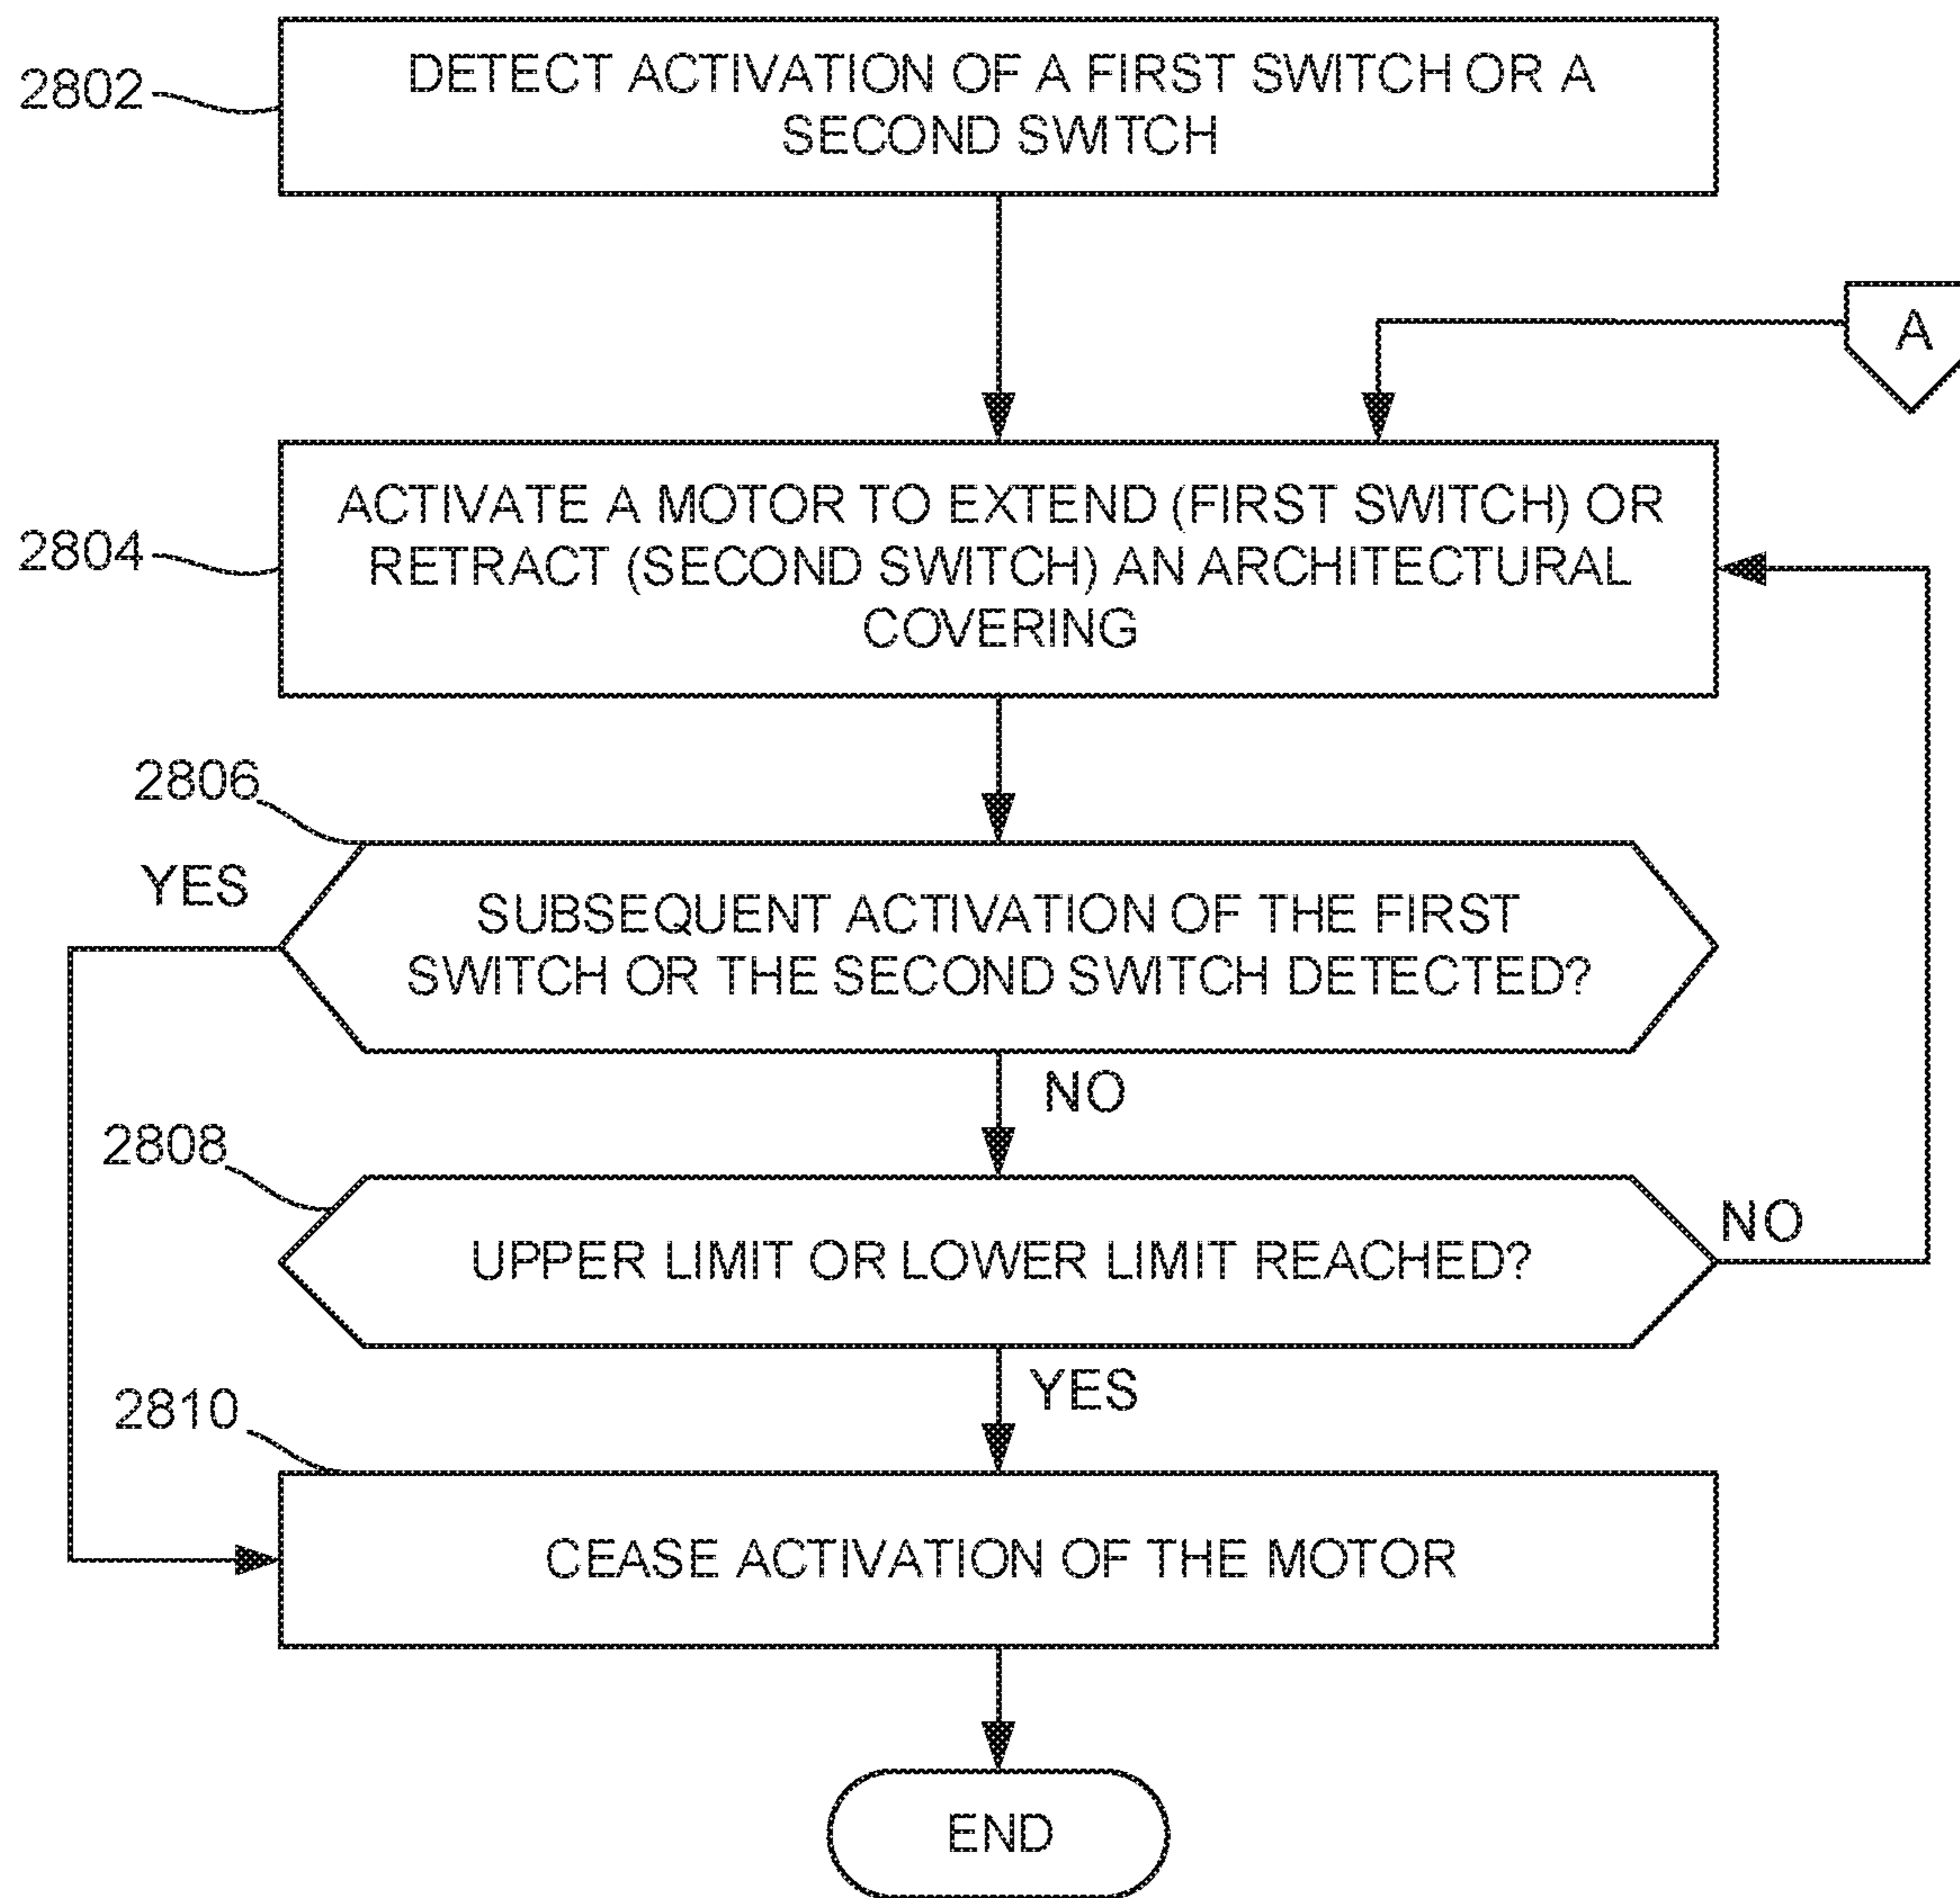 2802
DETECT ACTIVATION OF A FIRST SWITCH OR A
SECOND SWITCH
A
2804
ACTIVATE A MOTOR TO EXTEND (FIRST SWITCH) OR
RETRACT (SECOND SWITCH) AN ARCHITECTURAL
COVERING
2806
YES
SUBSEQUENT ACTIVATION OF THE FIRST
SWITCH OR THE SECOND SWITCH DETECTED?
NO
2808
NO
UPPER LIMIT OR LOWER LIMIT REACHED?
YES
2810
CEASE ACTIVATION OF THE MOTOR
END